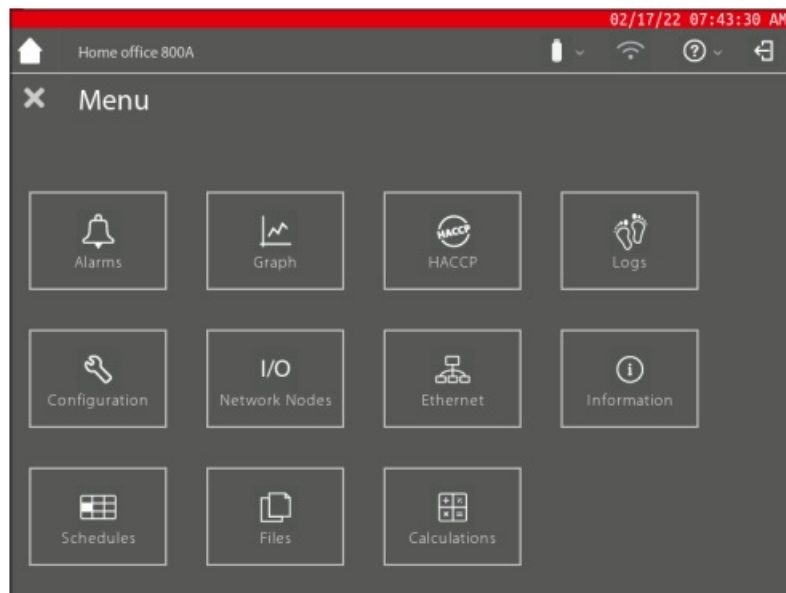 02/17/22 07:43:30 AM
Home office 800A
?
Menu
Alarms
Graph
HACCP
HACCP
Logs
Configuration
I/O
Network Nodes
Ethernet
i
Information
Schedules
Files
Calculations